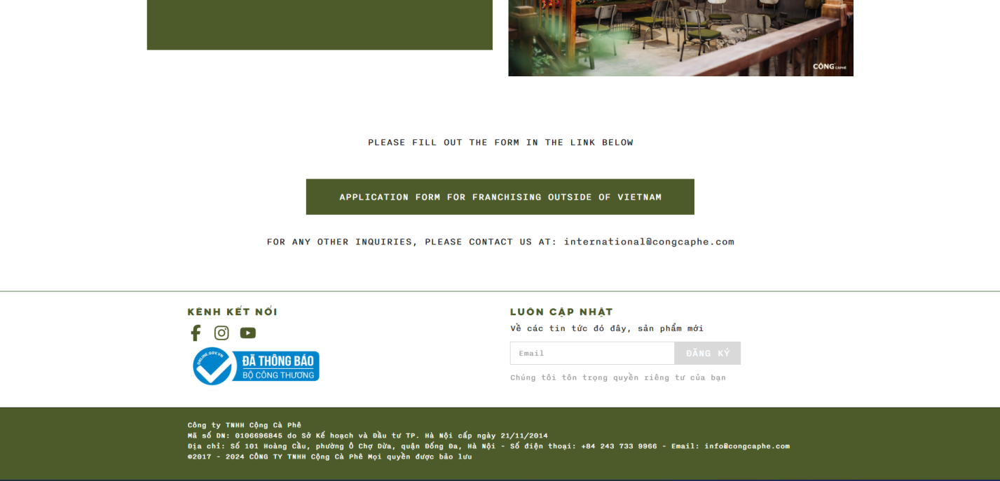 CỘNG CAPHÊ
PLEASE FILL OUT THE FORM IN THE LINK BELOW
APPLICATION FORM FOR FRANCHISING OUTSIDE OF VIETNAM
FOR ANY OTHER INQUIRIES, PLEASE CONTACT US AT: international@congcaphe.com
KÊNH KẾT NỐI
ONLINE.GOV.VN
ĐÃ THÔNG BÁO
BỘ CÔNG THƯƠNG
LUÔN CẬP NHẬT
Về các tin tức đó đây, sản phẩm mới
Email
ĐĂNG KÝ
Chúng tôi tôn trọng quyền riêng tư của bạn
Công ty TNHH Cộng Cà Phê
Mã số DN: 0106696845 do Sở Kế hoạch và Đầu tư TP. Hà Nội cấp ngày 21/11/2014
Địa chỉ: Số 101 Hoàng Cầu, phường Ô Chợ Dừa, quận Đống Đa, Hà Nội - Số điện thoại: +84 243 733 9966 - Email: info@congcaphe.com
©2017 - 2024 CÔNG TY TNHH Cộng Cà Phê Mọi quyền được bảo lưu